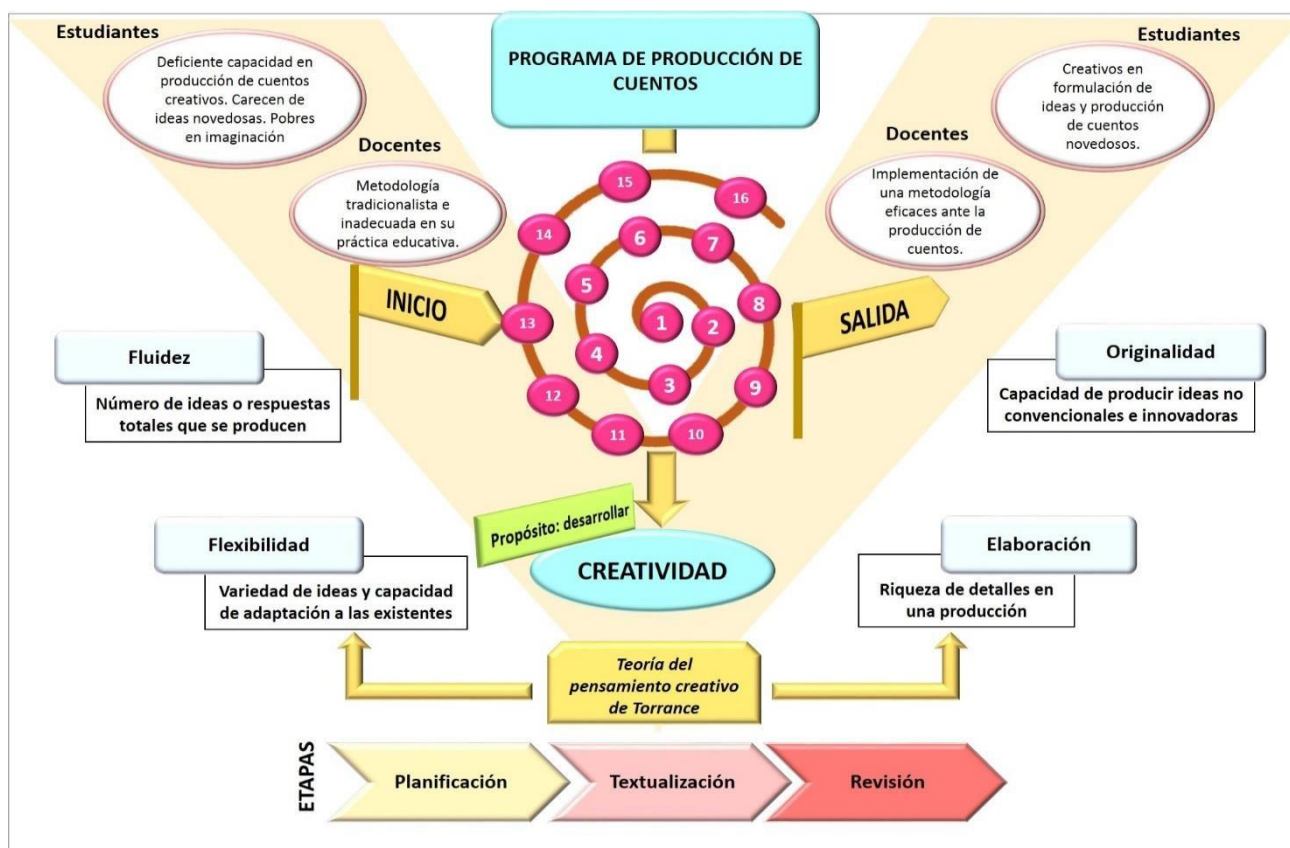 Estudiantes
Deficiente capacidad en
producción de cuentos
creativos. Carecen de
ideas novedosas. Pobres
en imaginación
Docentes
Metodología
tradicionalista e
inadecuada en su
práctica educativa.
PROGRAMA DE PRODUCCIÓN DE
CUENTOS
Estudiantes
Creativos en
formulación de
ideas y producción
de cuentos
novedosos.
Docentes
Implementación de
una metodología
eficaces ante la
producción de
cuentos.
INICIO
1
2
3
4
5
6
7
8
9
10
11
12
13
14
15
16
SALIDA
Fluidez
Número de ideas o respuestas
totales que se producen
Originalidad
Capacidad de producir ideas no
convencionales e innovadoras
Propósito: desarrollar
CREATIVIDAD
Flexibilidad
Variedad de ideas y capacidad
de adaptación a las existentes
Elaboración
Riqueza de detalles en
una producción
Teoría del
pensamiento creativo
de Torrance
ETAPAS
Planificación
Textualización
Revisión